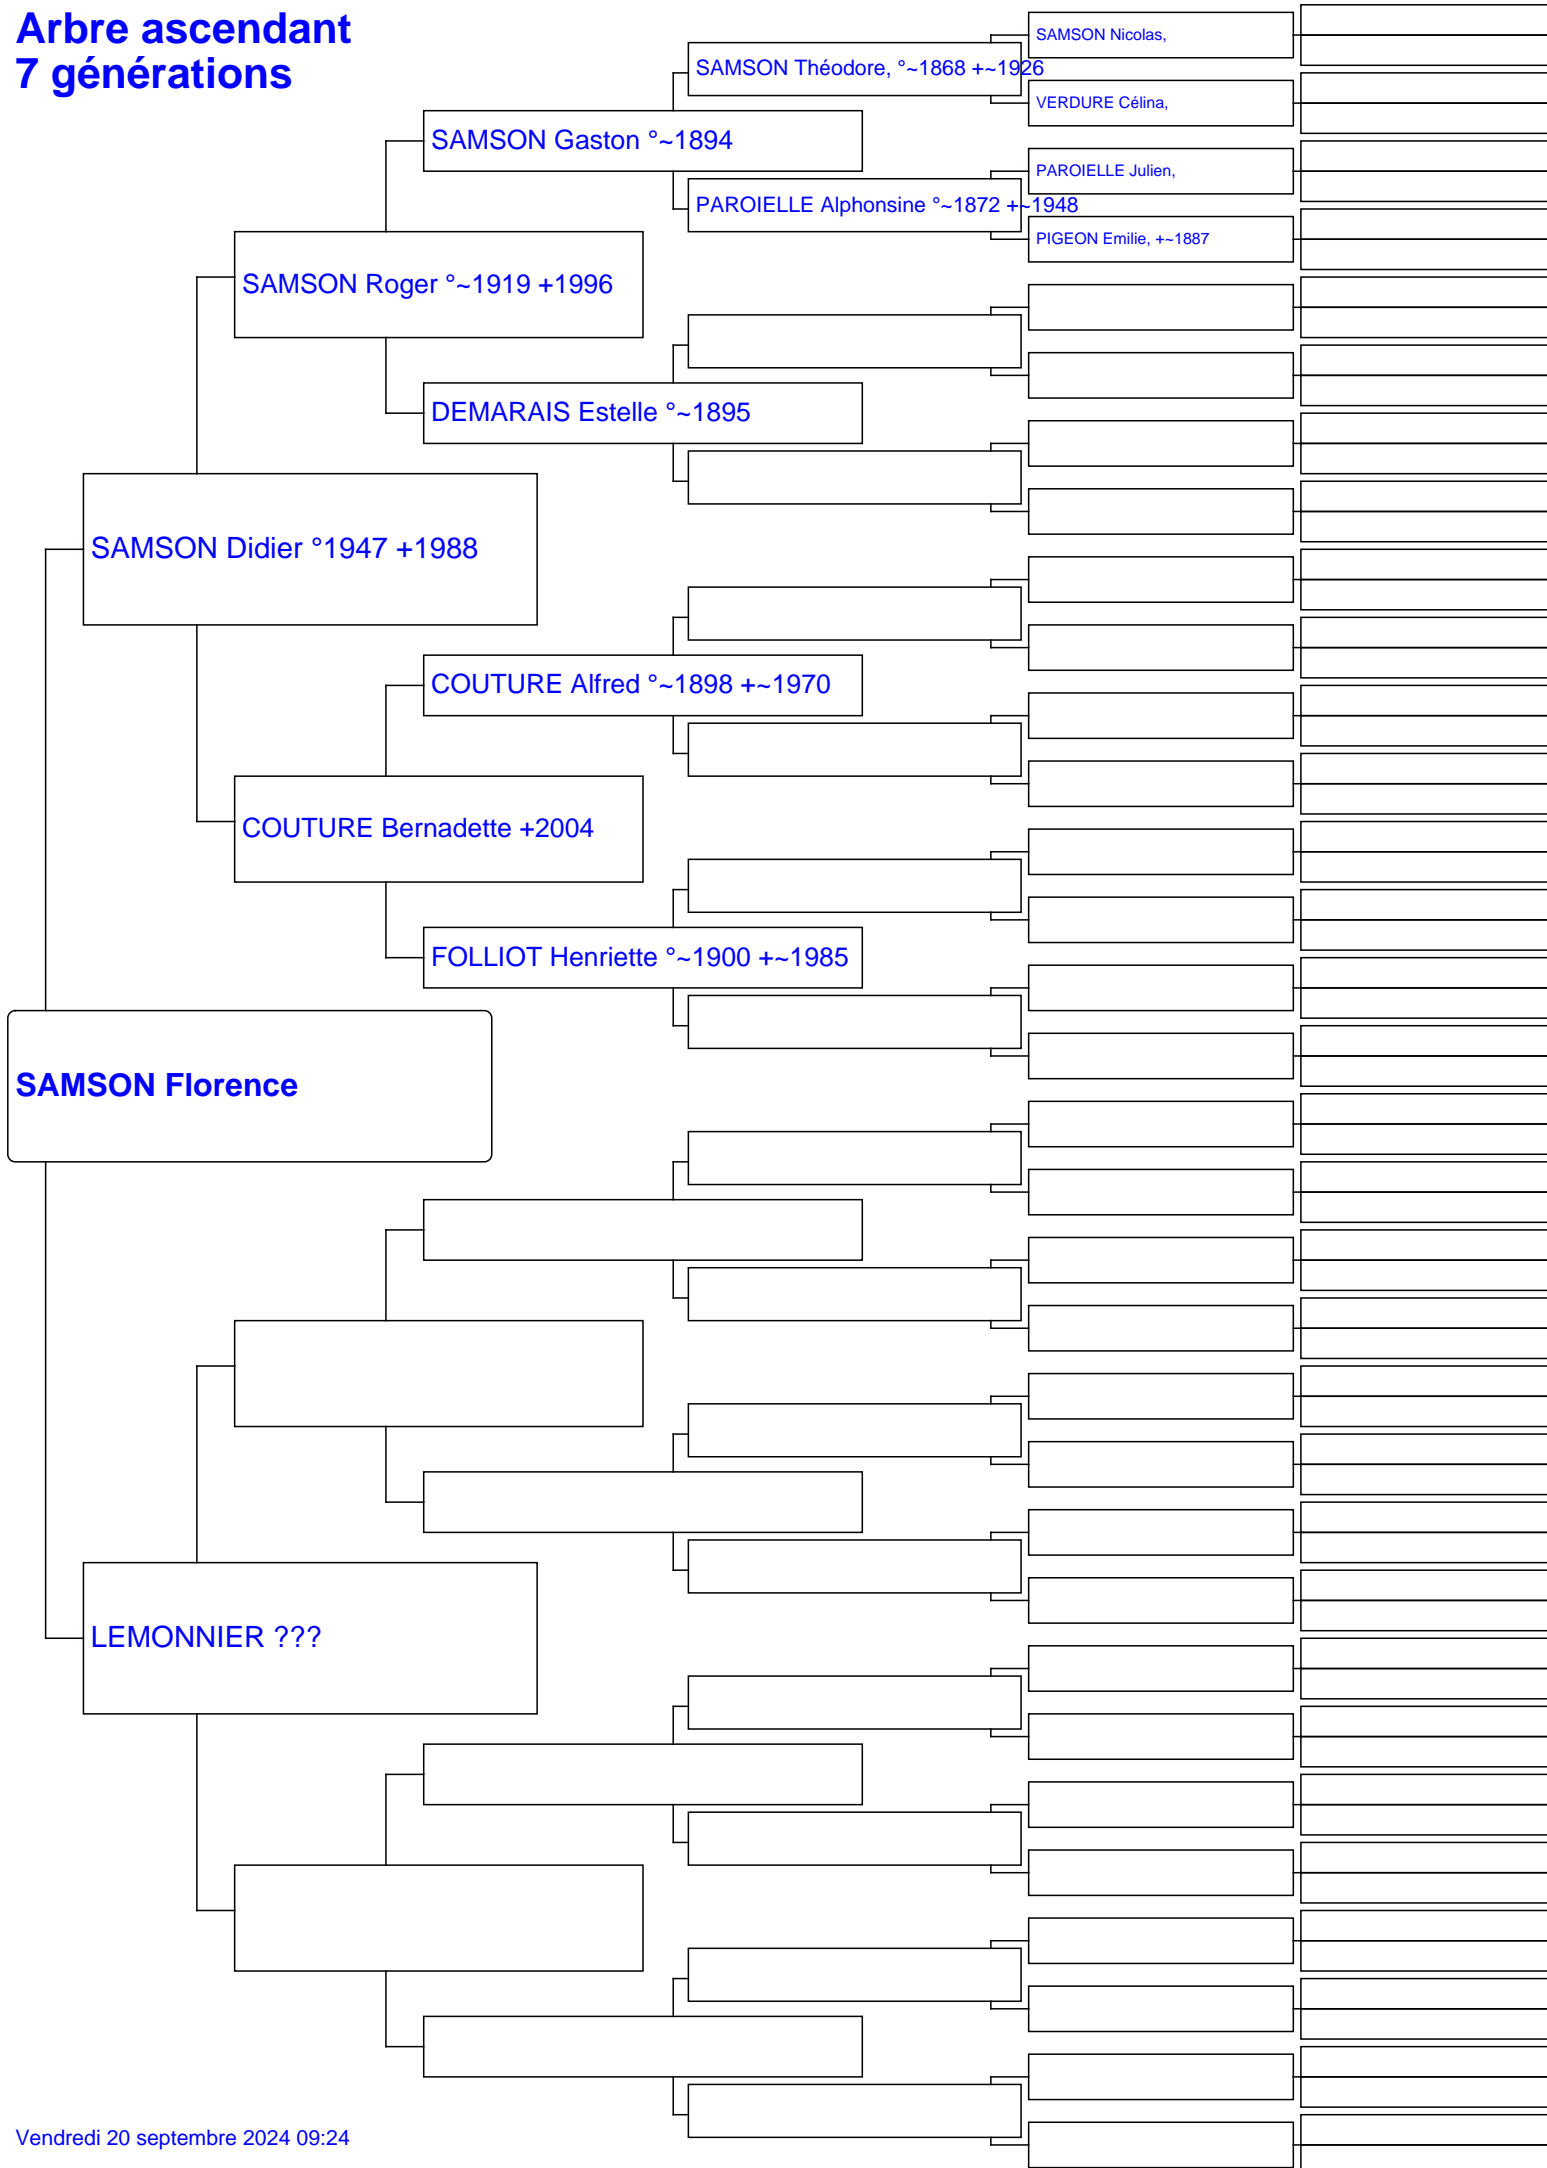 Arbre ascendant
7 générations
SAMSON Nicolas,
SAMSON Théodore, °~1868 +~1926
VERDURE Célina,
SAMSON Gaston °~1894
PAROIELLE Julien,
PAROIELLE Alphonsine °~1872 +~1948
PIGEON Emilie, +~1887
SAMSON Roger °~1919 +1996
DEMARAIS Estelle °~1895
SAMSON Didier °1947 +1988
COUTURE Alfred °~1898 +~1970
COUTURE Bernadette +2004
FOLLIOT Henriette °~1900 +~1985
SAMSON Florence
LEMONNIER ???
Vendredi 20 septembre 2024 09:24